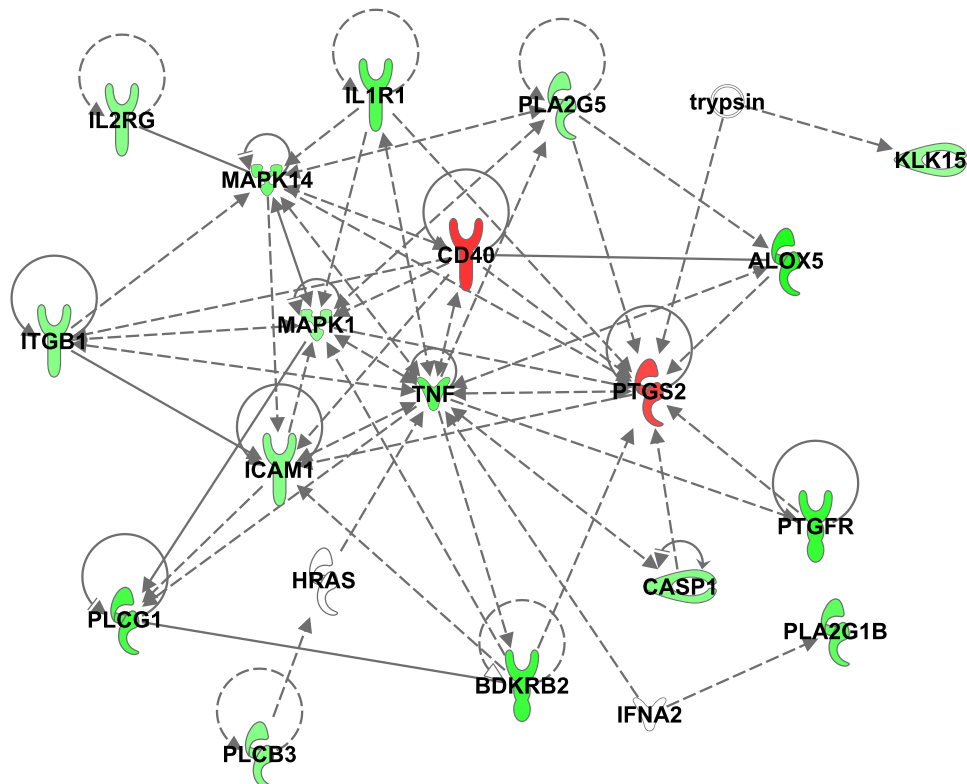 IL1R1
PLA2G5
trypsin
IL2RG
KLK15
MAPK14
CD40
ALOX5
MAPK1
ITGB1
TNF
PTGS2
ICAM1
PTGFR
HRAS
CASP1
PLCG1
PLA2G1B
BDKRB2
IFNA2
PLCB3